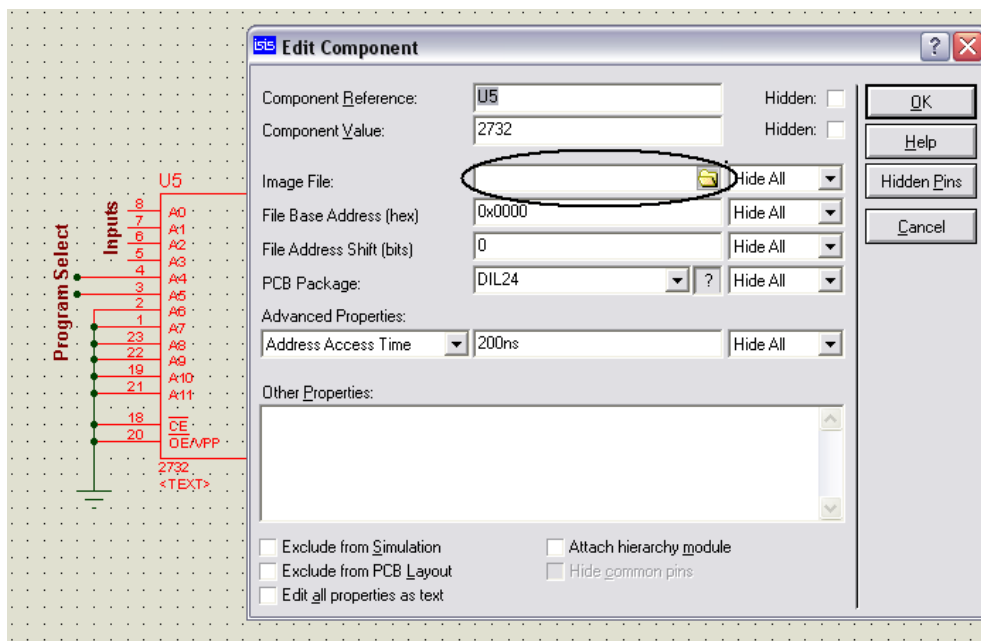 isis Edit Component
Component Reference: U5 Hidden:
Component Value: 2732 Hidden:
Image File: Hide All
File Base Address (hex) 0x0000 Hide All
File Address Shift (bits) 0 Hide All
PCB Package: DIL24 ? Hide All
Advanced Properties:
Address Access Time 200ns Hide All
Other Properties:
Exclude from Simulation Attach hierarchy module
Exclude from PCB Layout Hide common pins
Edit all properties as text
OK
Help
Hidden Pins
Cancel
U5
Inputs
Program Select
8 A0
7 A1
6 A2
5 A3
4 A4
3 A5
2 A6
1 A7
23 A8
22 A9
19 A10
21 A11
18 CE
20 OE/VPP
2732
<TEXT>